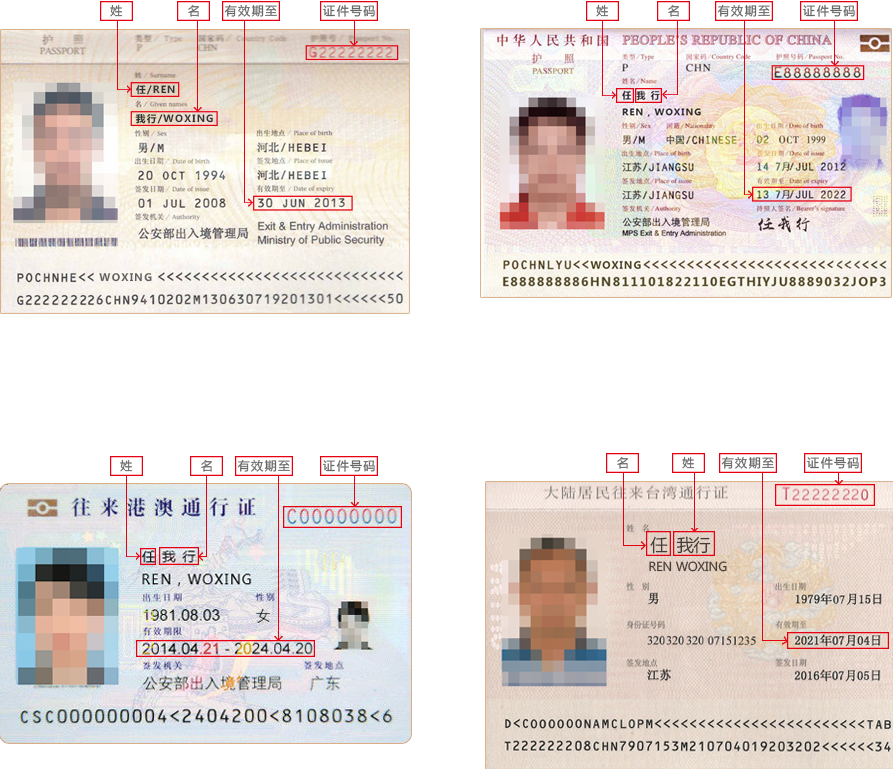 姓 名 有效期至 证件号码
护 照 类型 / Type 国家码 / Country Code 护照号 / Passport No.
PASSPORT P CHN G22222222
姓 / Surname
任/REN
名 / Given names
我行/WOXING
性别 / Sex 出生地点 / Place of birth
男/M 河北/HEBEI
出生日期 / Date of birth 签发地点 / Place of issue
20 OCT 1994 河北/HEBEI
签发日期 / Date of issue 有效期至 / Date of expiry
01 JUL 2008 30 JUN 2013
签发机关 / Authority
公安部出入境管理局 Exit & Entry Administration
Ministry of Public Security
POCHNHE<< WOXING <<<<<<<<<<<<<<<<<<<<<<<<<<<<
G222222226CHN9410202M130630719201301<<<<<<50
姓 名 有效期至 证件号码
中华人民共和国 PEOPLE'S REPUBLIC OF CHINA
护 照 类型 /Type 国家码 /Country Code 护照号码 /Passport No.
PASSPORT P CHN E88888888
姓名 /Name
任 我 行
REN , WOXING
性别 /Sex 国籍 /Nationality 出生日期 /Date of birth
男/M 中国/CHINESE 02 OCT 1999
出生地点 /Place of birth 签发日期 /Date of issue
江苏/JIANGSU 14 7月/JUL 2012
签发地点 /Place of issue 有效期至 /Date of expiry
江苏/JIANGSU 13 7月/JUL 2022
签发机关 /Authority 持照人签名 /Bearer's signature
公安部出入境管理局 任我行
MPS Exit & Entry Administration
POCHNLYU<<WOXING<<<<<<<<<<<<<<<<<<<<<<<<<<<<
E888888886HN811101822110EGTHIYJU8889032JOP3
姓 名 有效期至 证件号码
往来港澳通行证 C00000000
任 我 行
REN , WOXING
出生日期 性别
1981.08.03 女
有效期限
2014.04.21 - 2024.04.20
签发机关 签发地点
公安部出入境管理局 广东
CSC000000004<2404200<8108038<6
名 姓 有效期至 证件号码
大陆居民往来台湾通行证 T22222220
姓 名
任 我行
REN WOXING
性 别 出生日期
男 1979年07月15日
身份证号码 有效期至
320320 320 07151235 2021年07月04日
签发地点 签发日期
江苏 2016年07月05日
D<C000000NAMCLOPM<<<<<<<<<<<<<<<<<<<<<<<<TAB
T222222208CHN7907153M210704019203202<<<<<<34